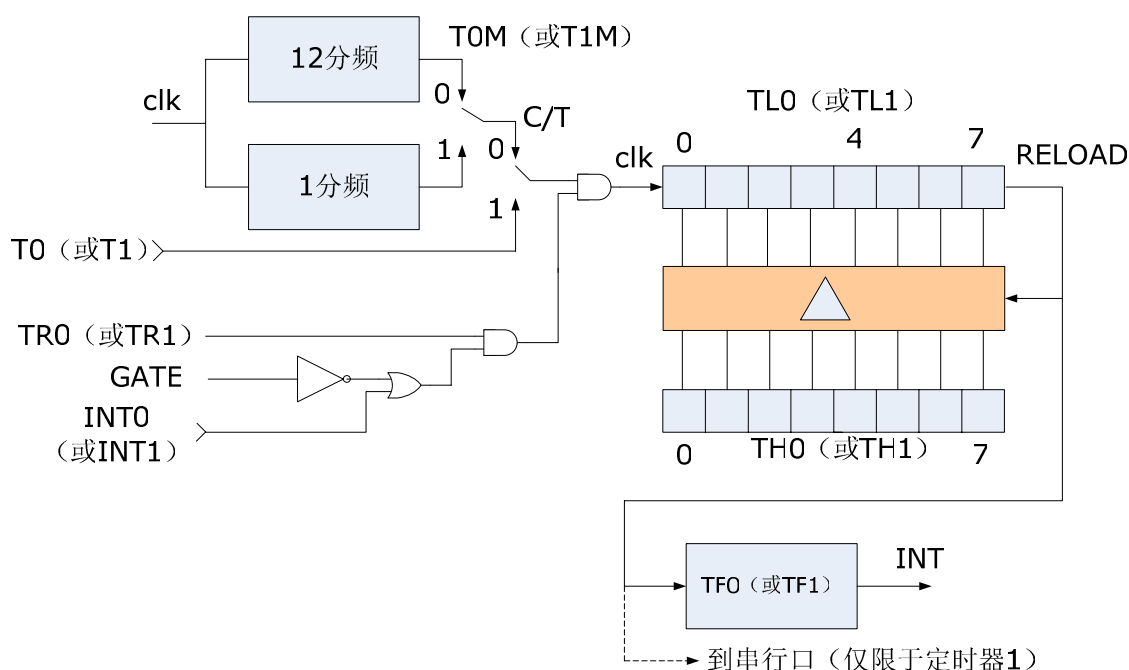 12分频
T0M（或T1M）
clk
0
C/T
TL0（或TL1）
1
0
clk
0
4
7
RELOAD
1分频
1
T0（或T1）
TR0（或TR1）
GATE
INT0
（或INT1）
0
TH0（或TH1）
7
TF0（或TF1）
INT
到串行口（仅限于定时器1）